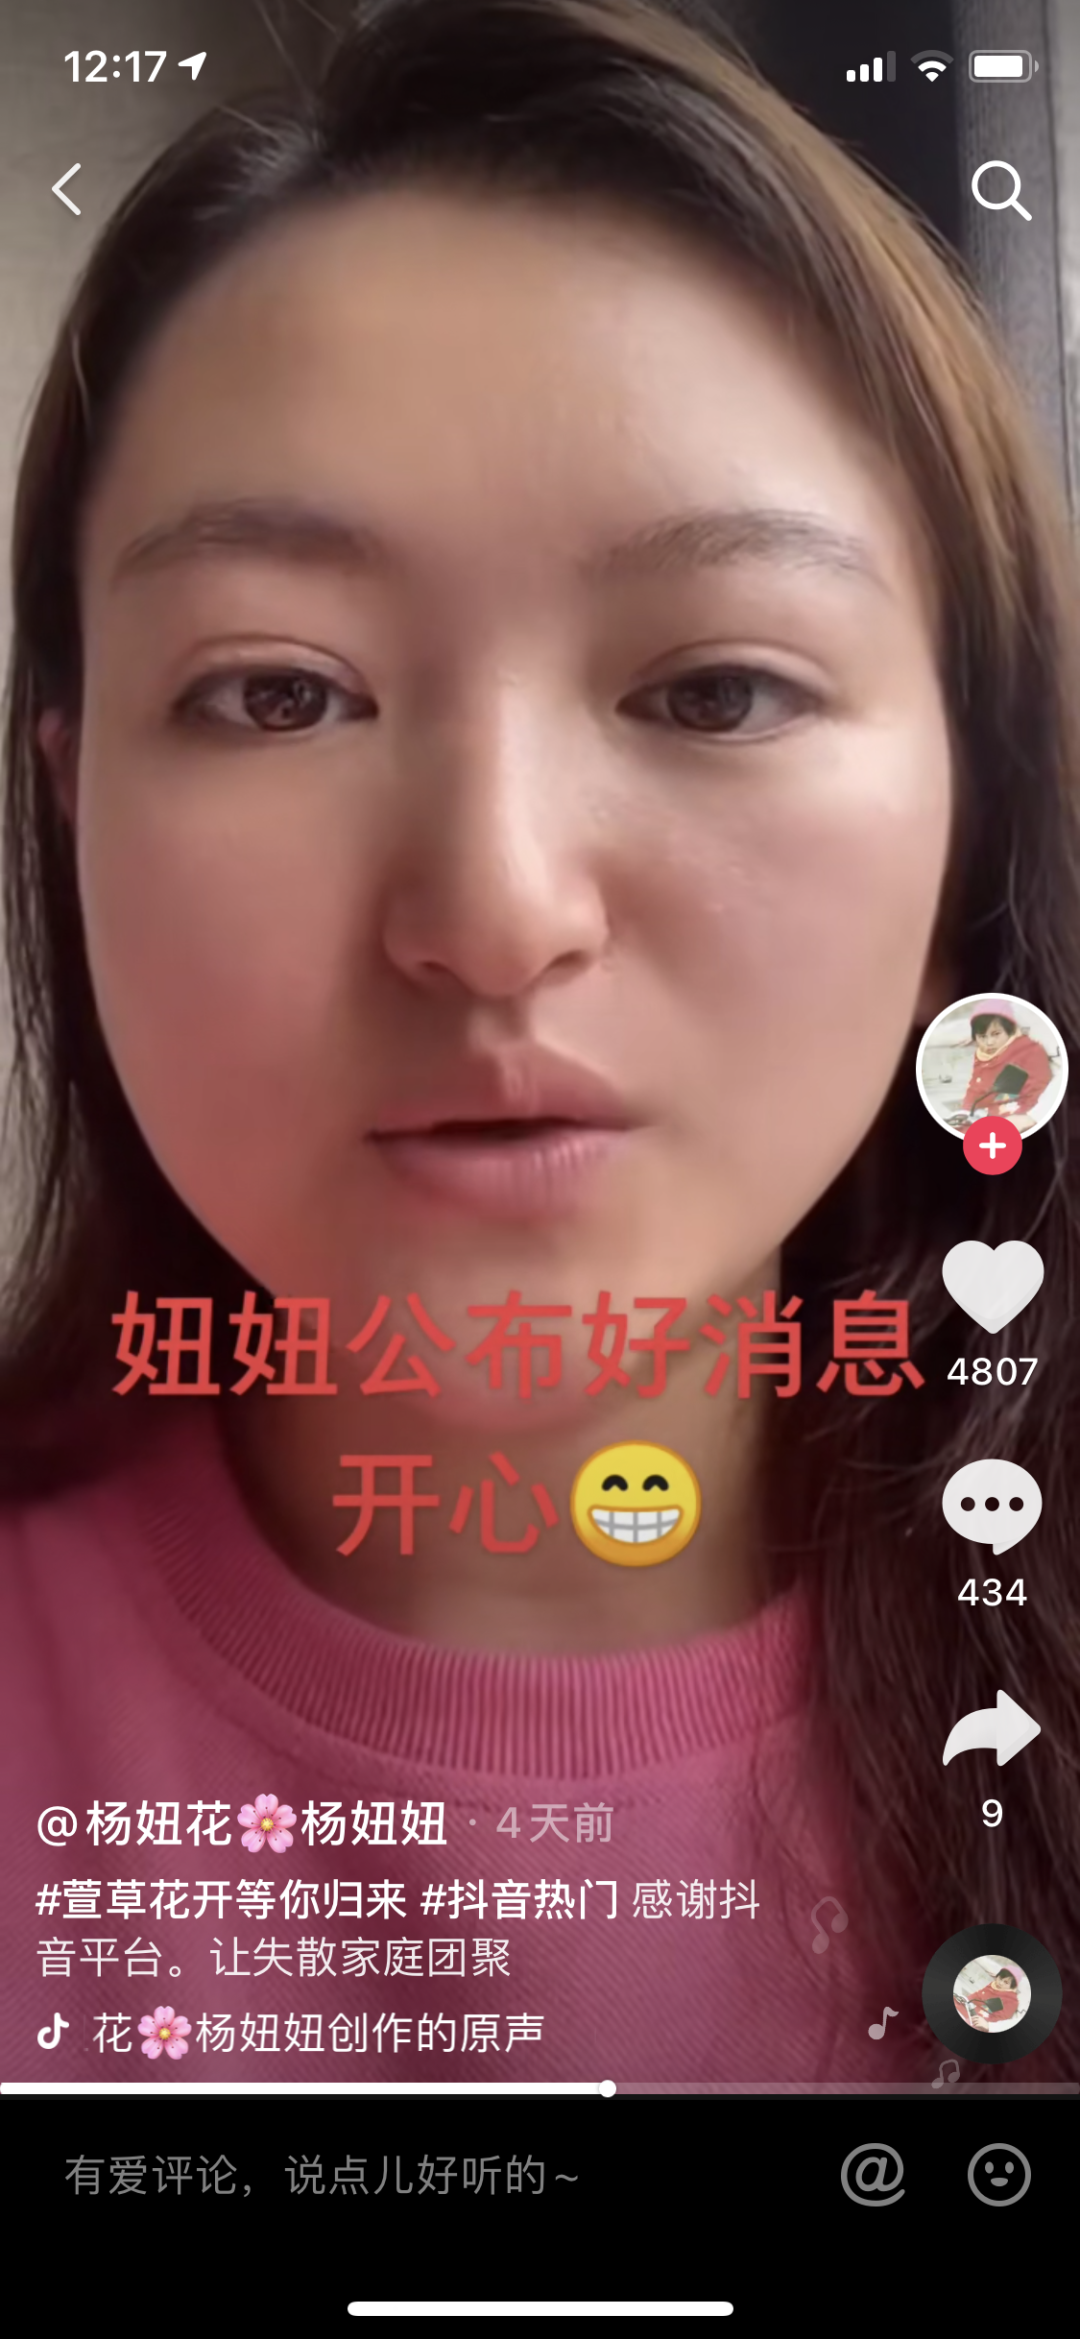 12:17
妞妞公布好消息
开心😁
4807
434
9
@杨妞花🌸杨妞妞 · 4天前
#萱草花开等你归来 #抖音热门 感谢抖
音平台。让失散家庭团聚
花🌸杨妞妞创作的原声
有爱评论，说点儿好听的~